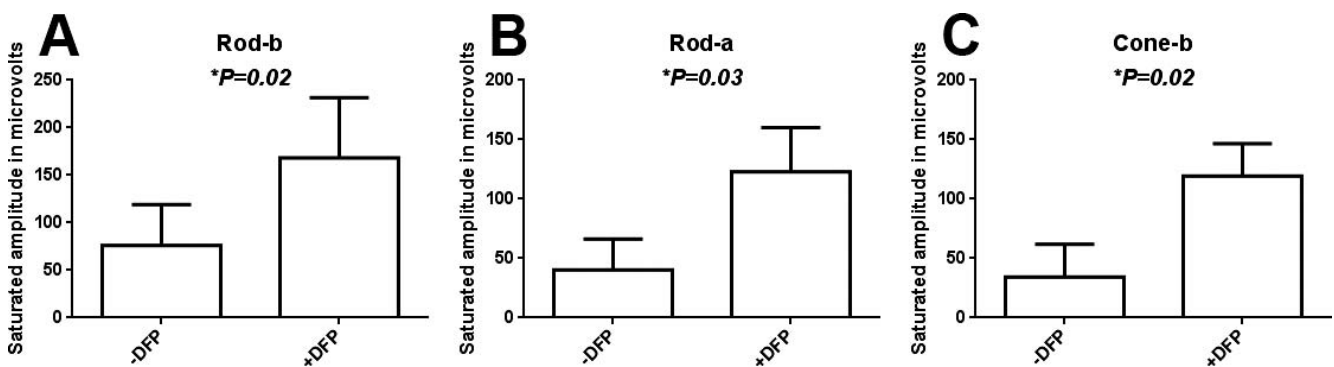 A
Rod-b
*P=0.02
Saturated amplitude in microvolts
250
200
150
100
50
0
-DFP
+DFP
B
Rod-a
*P=0.03
Saturated amplitude in microvolts
200
150
100
50
0
-DFP
+DFP
C
Cone-b
*P=0.02
Saturated amplitude in microvolts
200
150
100
50
0
-DFP
+DFP